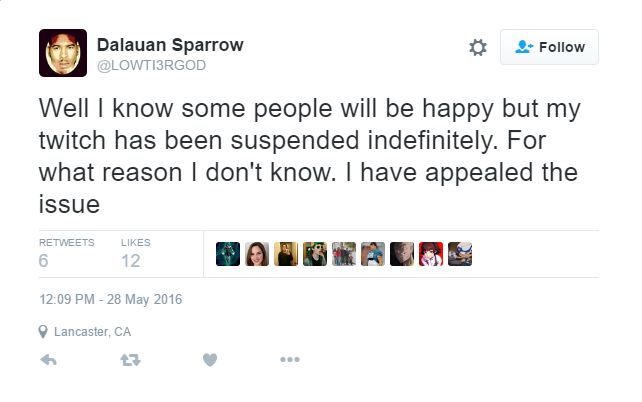 Dalauan Sparrow
@LOWTI3RGOD
Follow
Well I know some people will be happy but my
twitch has been suspended indefinitely. For
what reason I don't know. I have appealed the
issue
RETWEETS LIKES
6 12
12:09 PM - 28 May 2016
Lancaster, CA